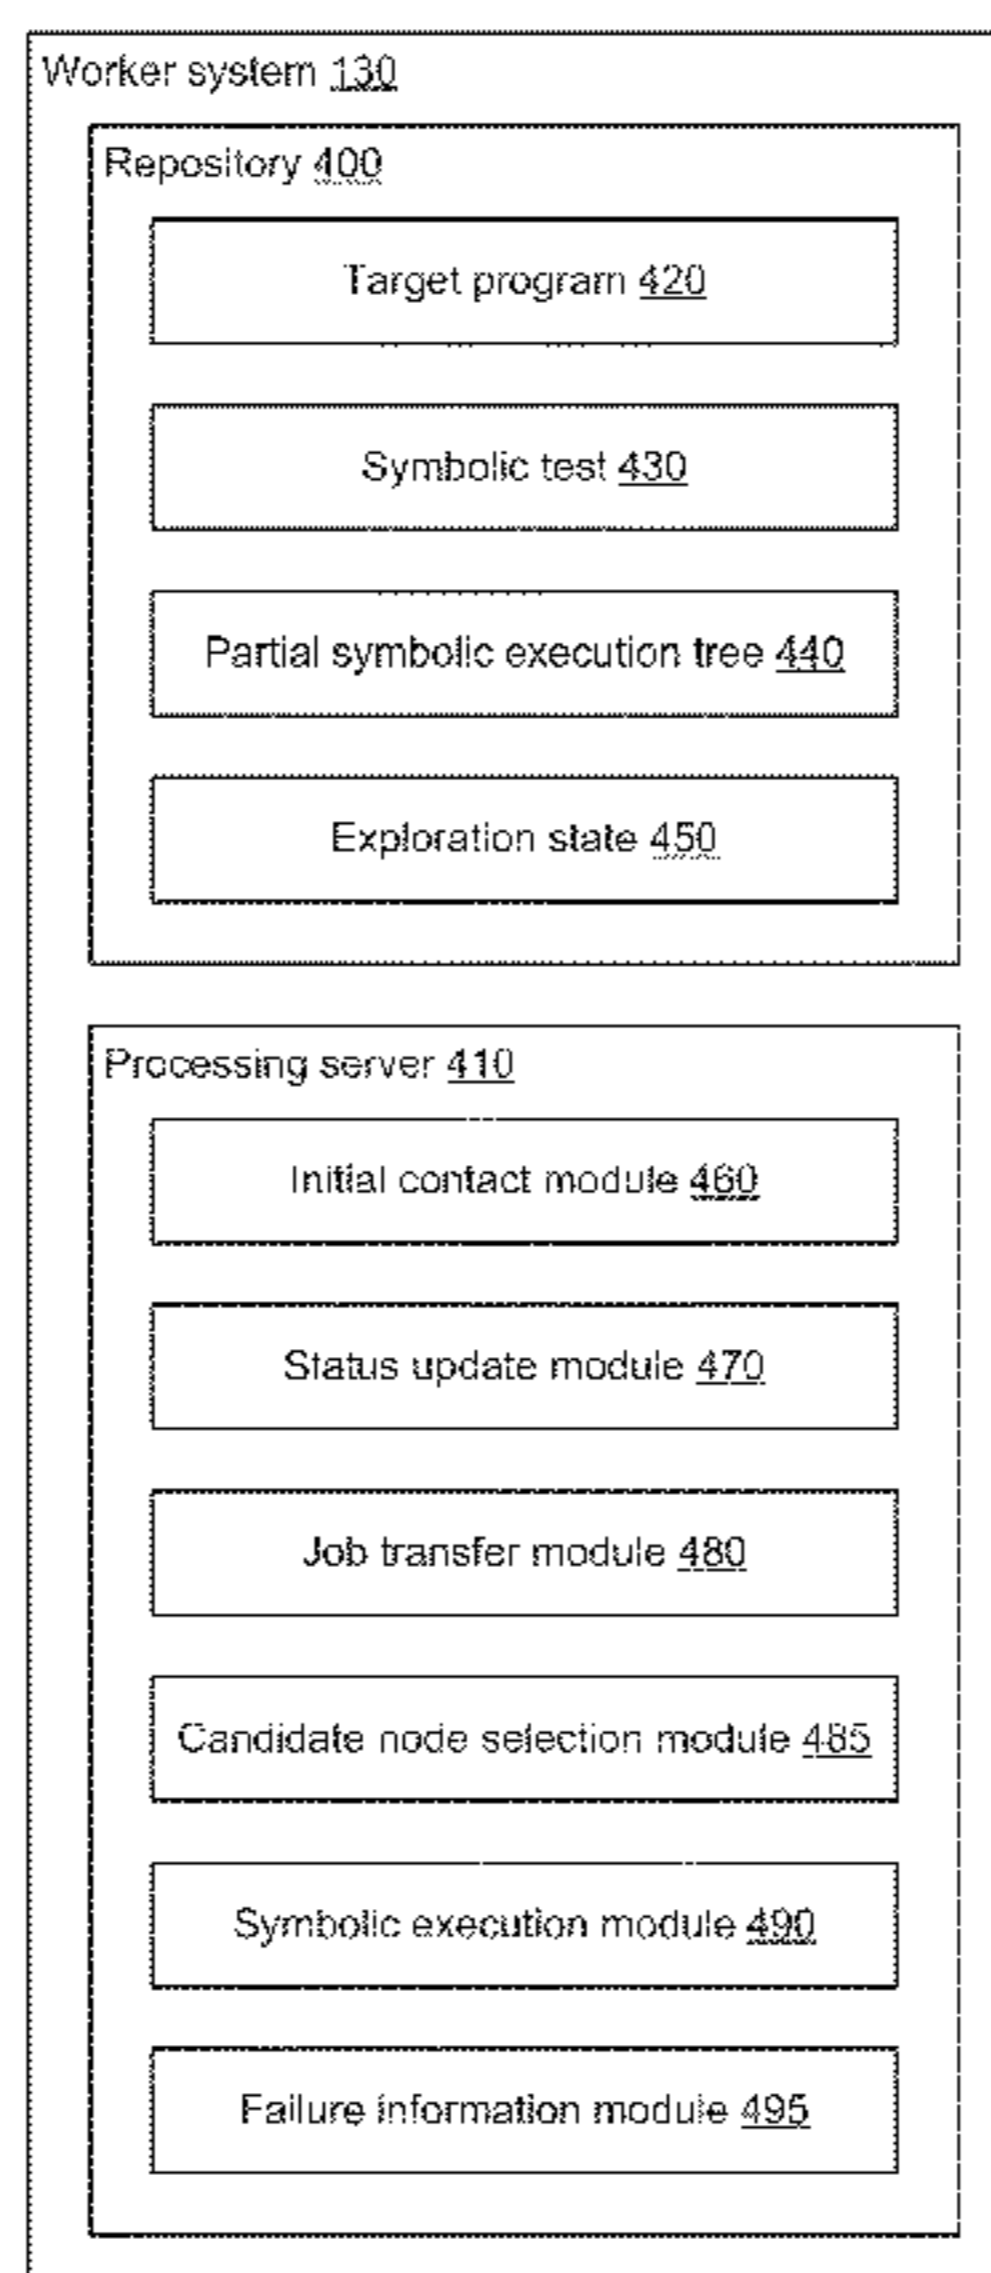 Worker system 130
Repository 400
Target program 420
Symbolic test 430
Partial symbolic execution tree 440
Exploration state 450
Processing server 410
Initial contact module 460
Status update module 470
Job transfer module 480
Candidate node selection module 485
Symbolic execution module 490
Failure information module 495